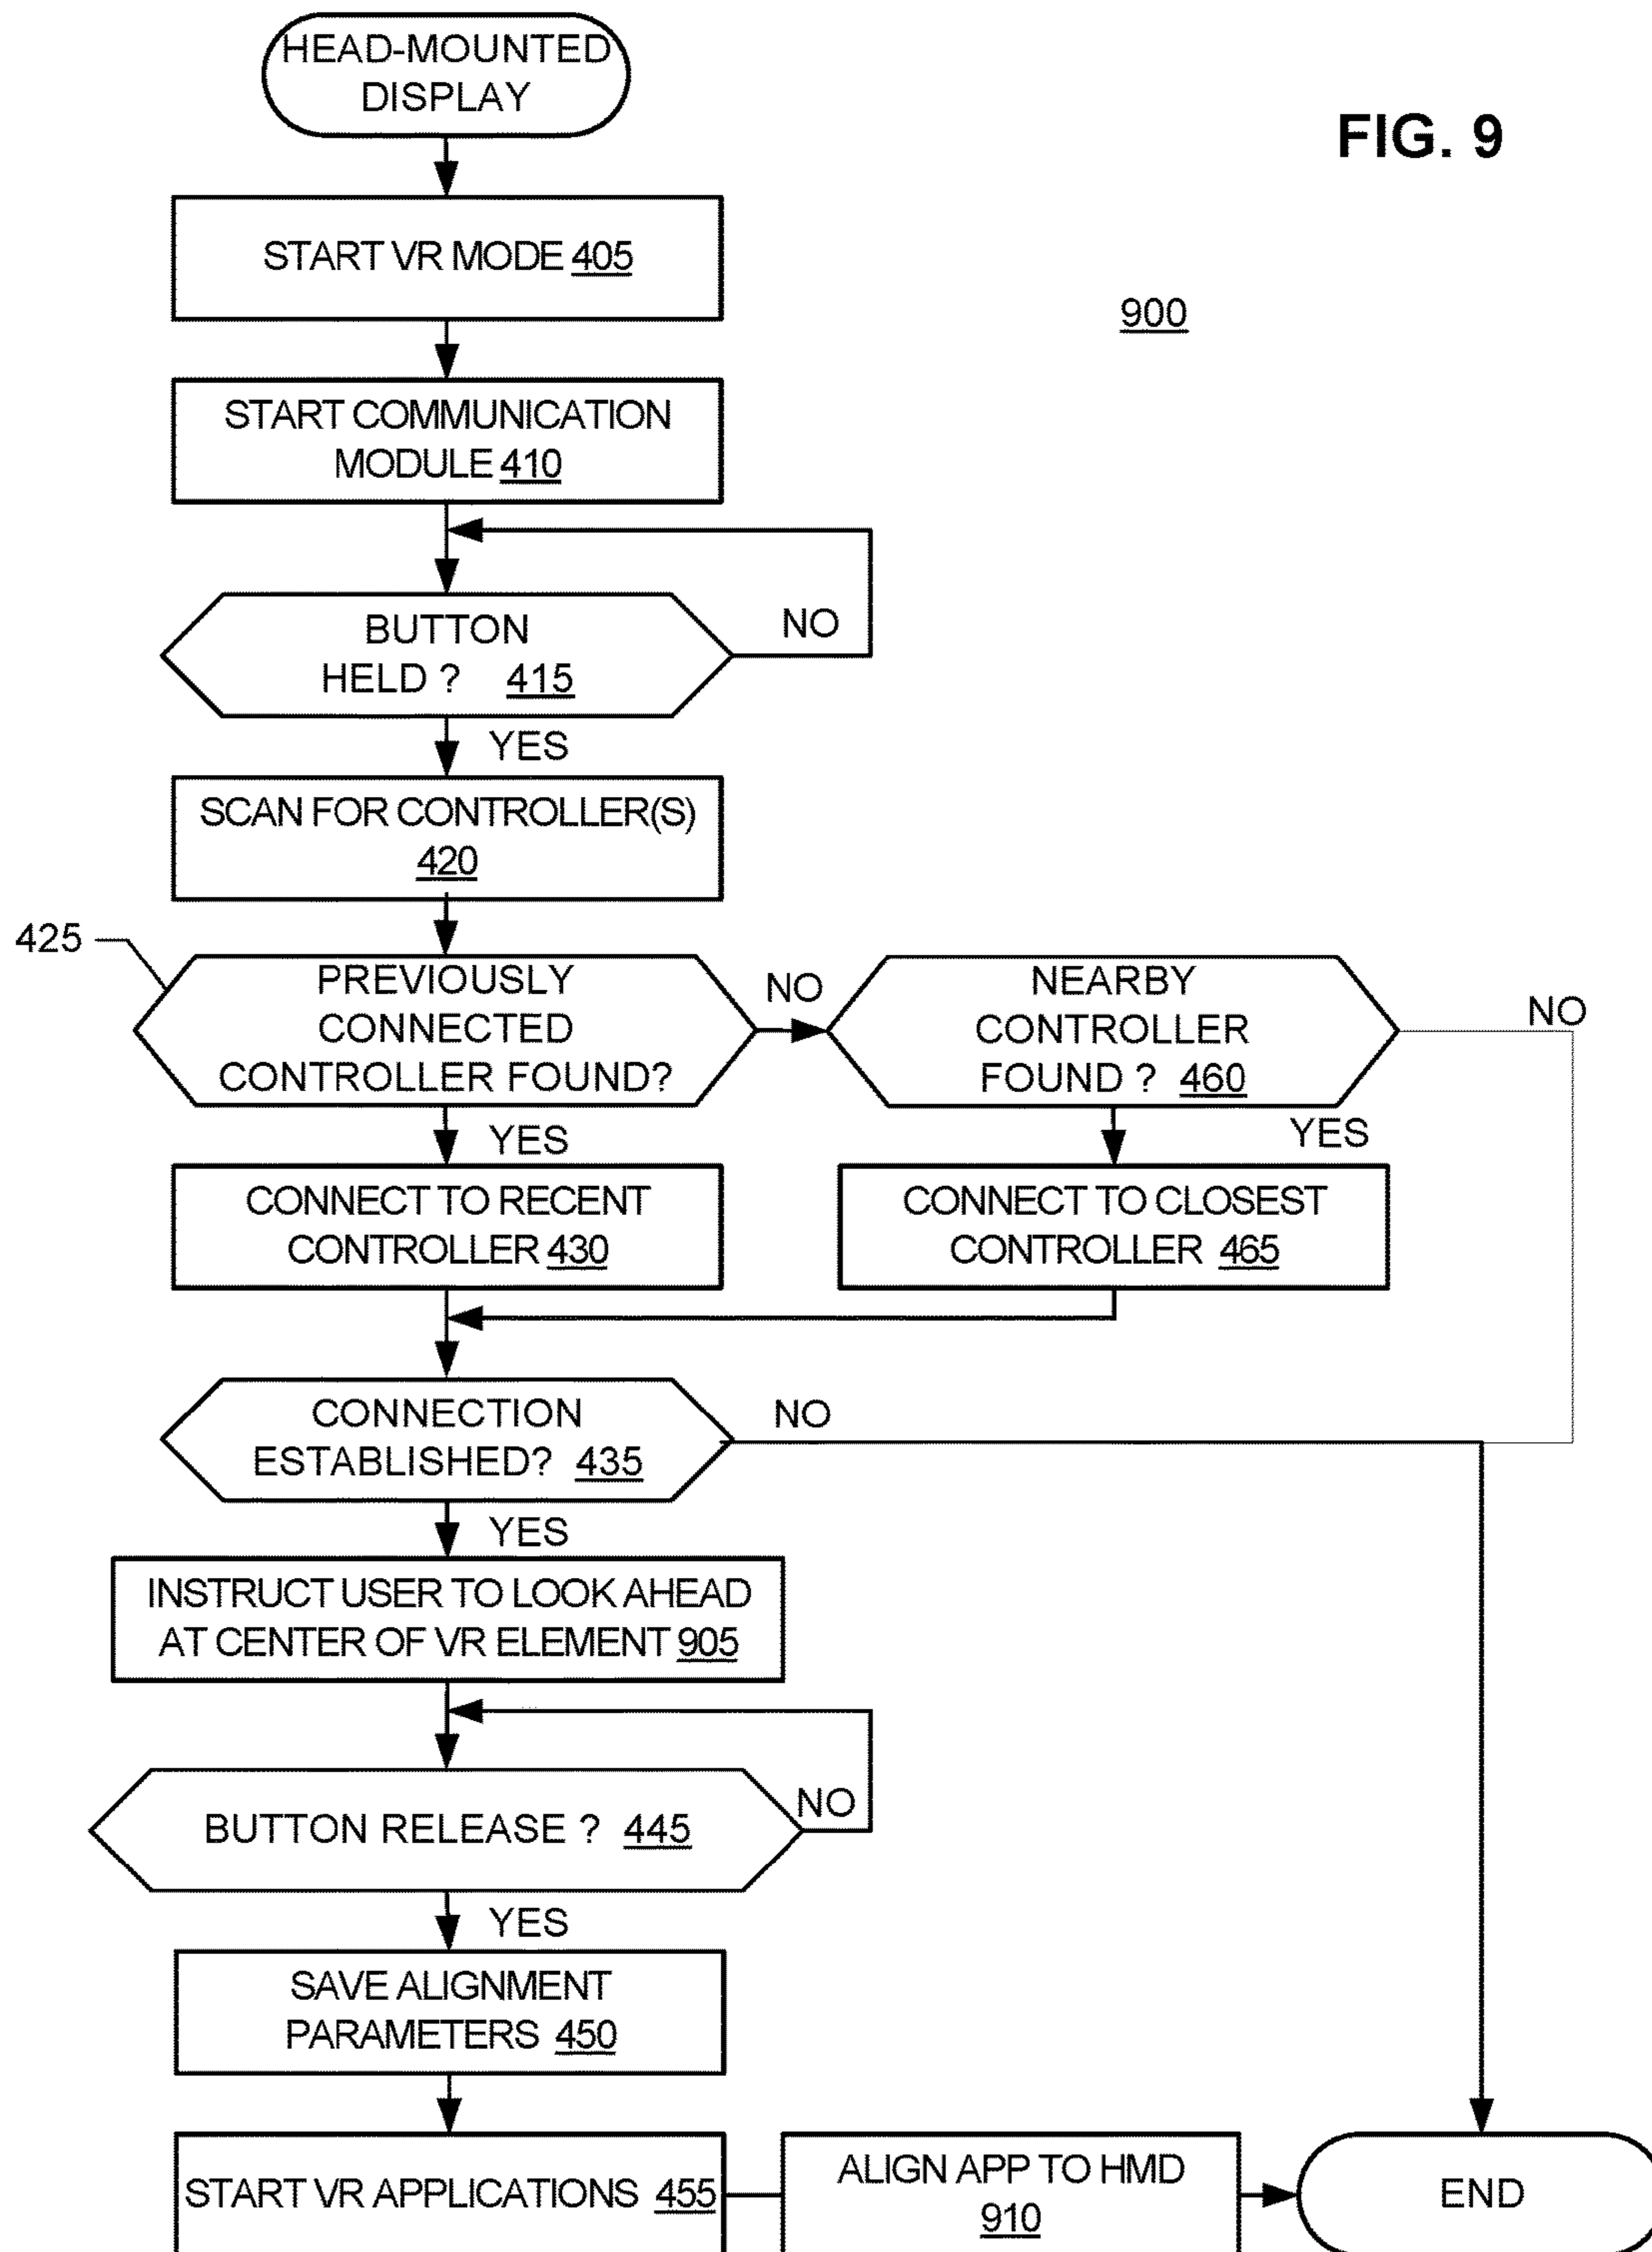 HEAD-MOUNTED
DISPLAY
FIG. 9
START VR MODE 405
900
START COMMUNICATION
MODULE 410
BUTTON
HELD ? 415
NO
YES
SCAN FOR CONTROLLER(S)
420
425
PREVIOUSLY
CONNECTED
CONTROLLER FOUND?
NO
NEARBY
CONTROLLER
FOUND ? 460
NO
YES
YES
CONNECT TO RECENT
CONTROLLER 430
CONNECT TO CLOSEST
CONTROLLER 465
CONNECTION
ESTABLISHED? 435
NO
YES
INSTRUCT USER TO LOOK AHEAD
AT CENTER OF VR ELEMENT 905
BUTTON RELEASE ? 445
NO
YES
SAVE ALIGNMENT
PARAMETERS 450
START VR APPLICATIONS 455
ALIGN APP TO HMD
910
END